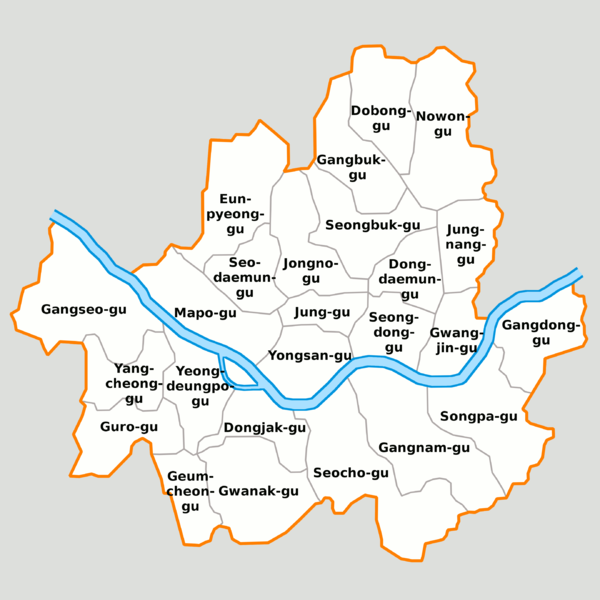 Dobong-
gu
Nowon-
gu
Gangbuk-
gu
Eun-
pyeong-
gu
Seongbuk-gu
Jung-
nang-
gu
Seo-
daemun-
gu
Jongno-
gu
Dong-
daemun-
gu
Gangseo-gu
Mapo-gu
Jung-gu
Seong-
dong-
gu
Gwang-
jin-gu
Gangdong-
gu
Yongsan-gu
Yang-
cheong-
gu
Yeong-
deungpo-
gu
Songpa-gu
Guro-gu
Dongjak-gu
Gangnam-gu
Seocho-gu
Geum-
cheon-
gu
Gwanak-gu